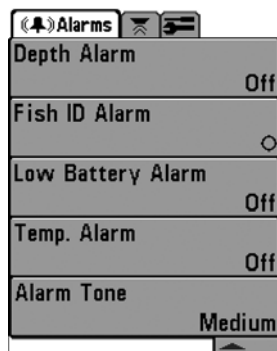 Alarms
Depth Alarm
Off
Fish ID Alarm
Low Battery Alarm
Off
Temp. Alarm
Off
Alarm Tone
Medium